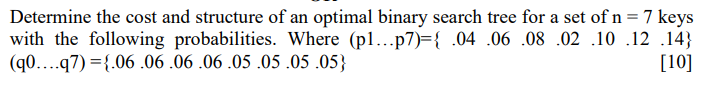 Determine the cost and structure of an optimal binary search tree for a set of n = 7 keys
with the following probabilities. Where (p1…p7)={ .04 .06 .08 .02 .10 .12 .14}
(q0….q7) ={.06 .06 .06 .06 .05 .05 .05 .05} [10]